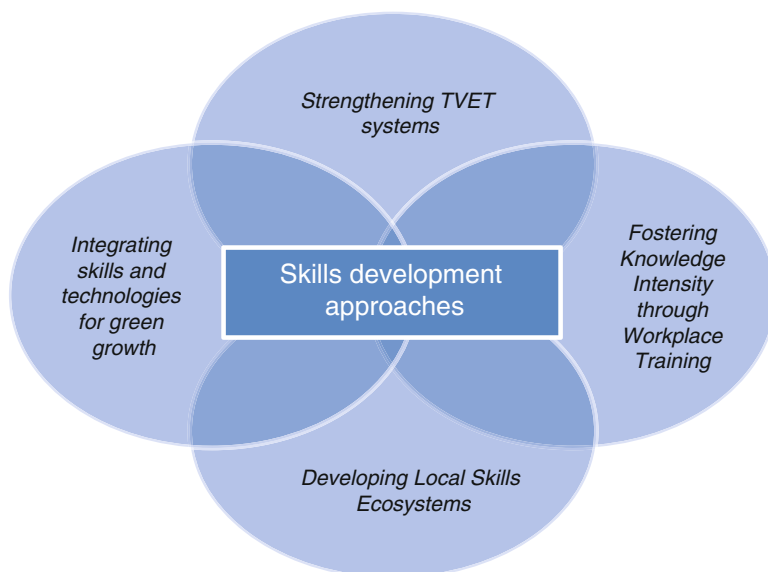 Strengthening TVET
systems
Integrating
skills and
technologies
for green
growth
Skills development
approaches
Fostering
Knowledge
Intensity
through
Workplace
Training
Developing Local Skills
Ecosystems